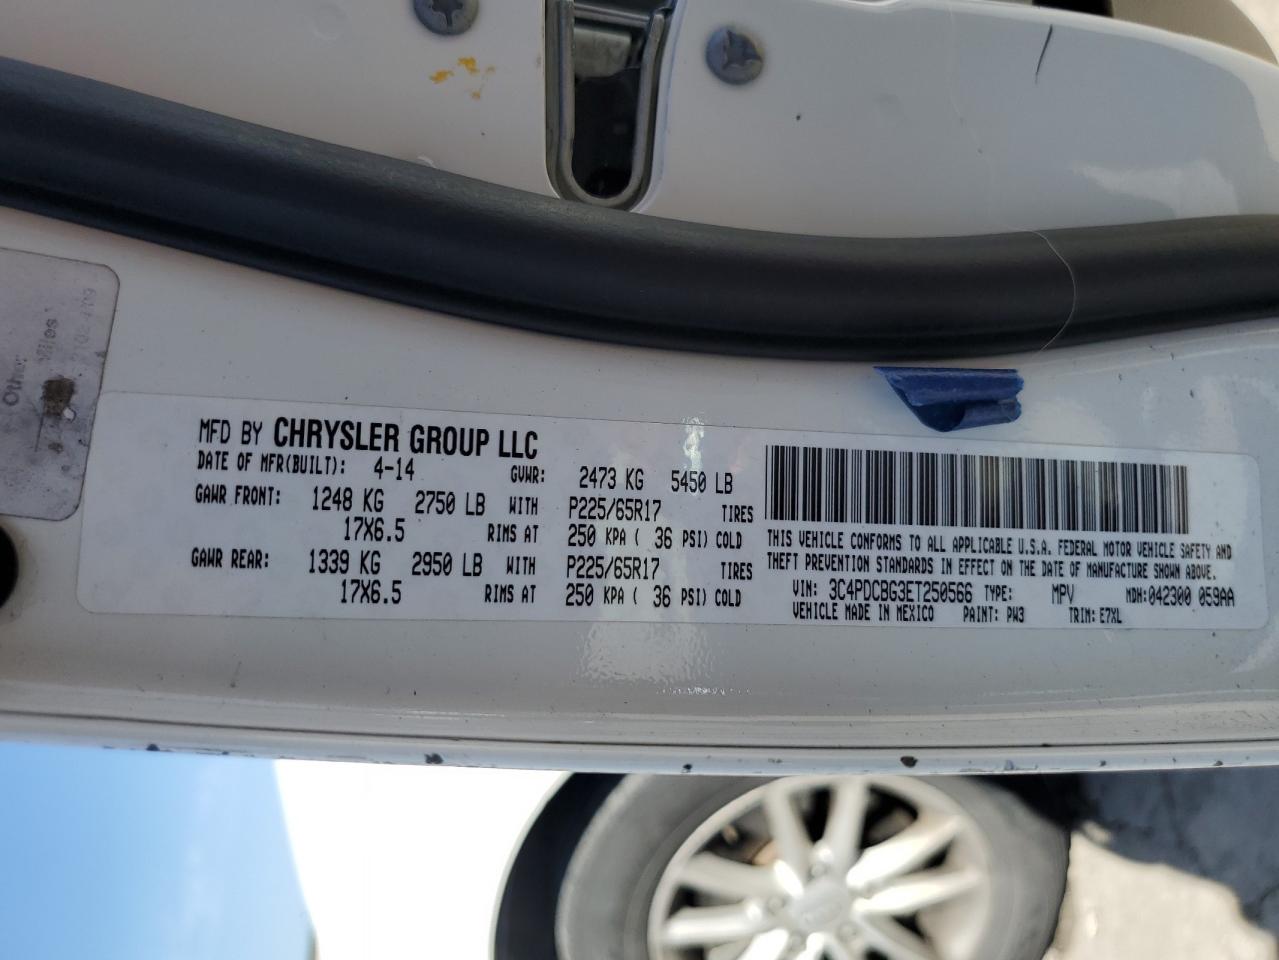 Other
MFD BY CHRYSLER GROUP LLC
DATE OF MFR(BUILT): 4-14 GVWR: 2473 KG 5450 LB
GAWR FRONT: 1248 KG 2750 LB WITH P225/65R17 TIRES
17X6.5 RIMS AT 250 KPA ( 36 PSI) COLD
GAWR REAR: 1339 KG 2950 LB WITH P225/65R17 TIRES
17X6.5 RIMS AT 250 KPA ( 36 PSI) COLD
THIS VEHICLE CONFORMS TO ALL APPLICABLE U.S.A. FEDERAL MOTOR VEHICLE SAFETY AND
THEFT PREVENTION STANDARDS IN EFFECT ON THE DATE OF MANUFACTURE SHOWN ABOVE.
VIN: 3C4PDCBG3ET250566 TYPE: MPV MDH:042300 059AA
VEHICLE MADE IN MEXICO PAINT: PW3 TRIM: E7XL